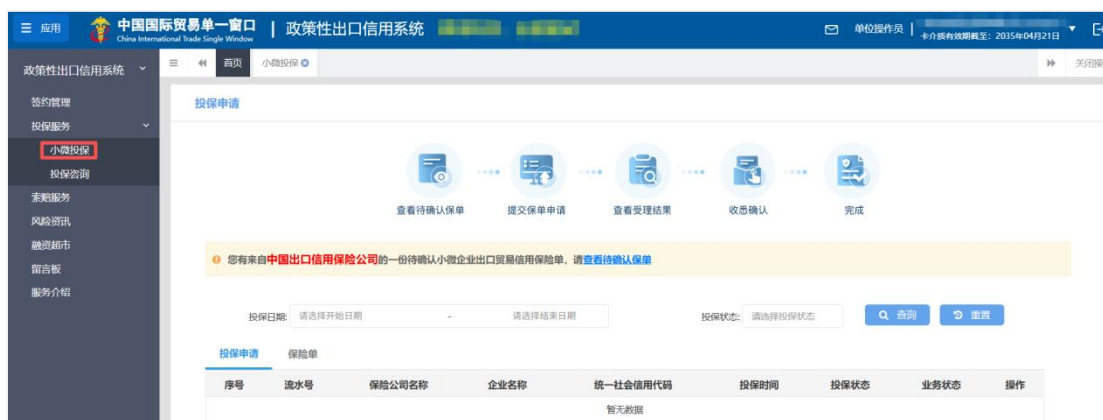 应用
中国国际贸易单一窗口 | 政策性出口信用系统
China International Trade Single Window
单位操作员 |
卡介质有效期截至: 2035年04月21日
政策性出口信用系统
签约管理
投保服务
小微投保
投保咨询
索赔服务
风险资讯
融资超市
留言板
服务介绍
首页 小微投保
关闭操
投保申请
查看待确认保单 提交保单申请 查看受理结果 收悉确认 完成
您有来自中国出口信用保险公司的一份待确认小微企业出口贸易信用保险单, 请查看待确认保单
投保日期: 请选择开始日期 - 请选择结束日期 投保状态: 请选择投保状态 查询 重置
投保申请 保险单
序号 流水号 保险公司名称 企业名称 统一社会信用代码 投保时间 投保状态 业务状态 操作
暂无数据